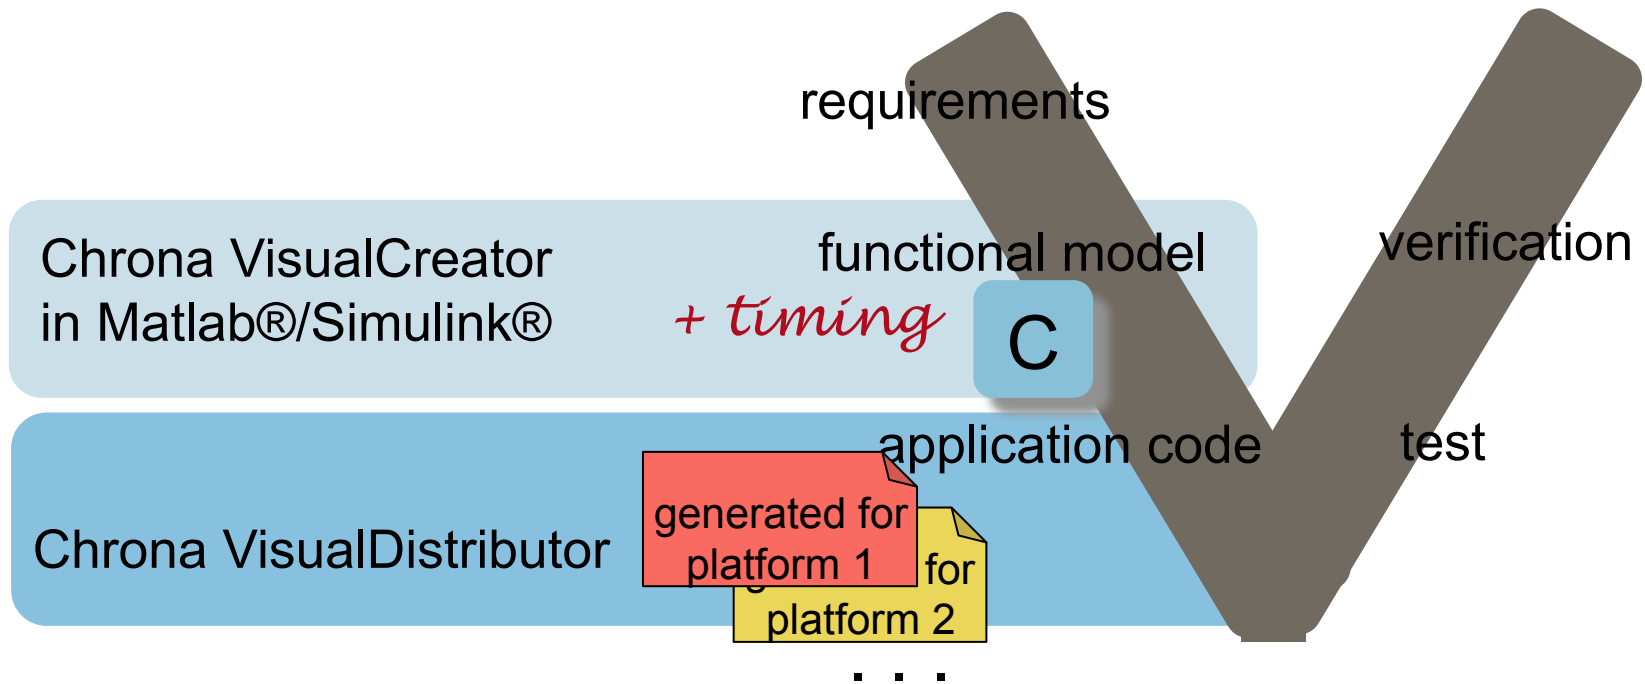 requirements
Chrona VisualCreator
in Matlab®/Simulink®
functional model
+ timing
C
verification
application code
test
Chrona VisualDistributor
generated for
platform 1
for
platform 2
...